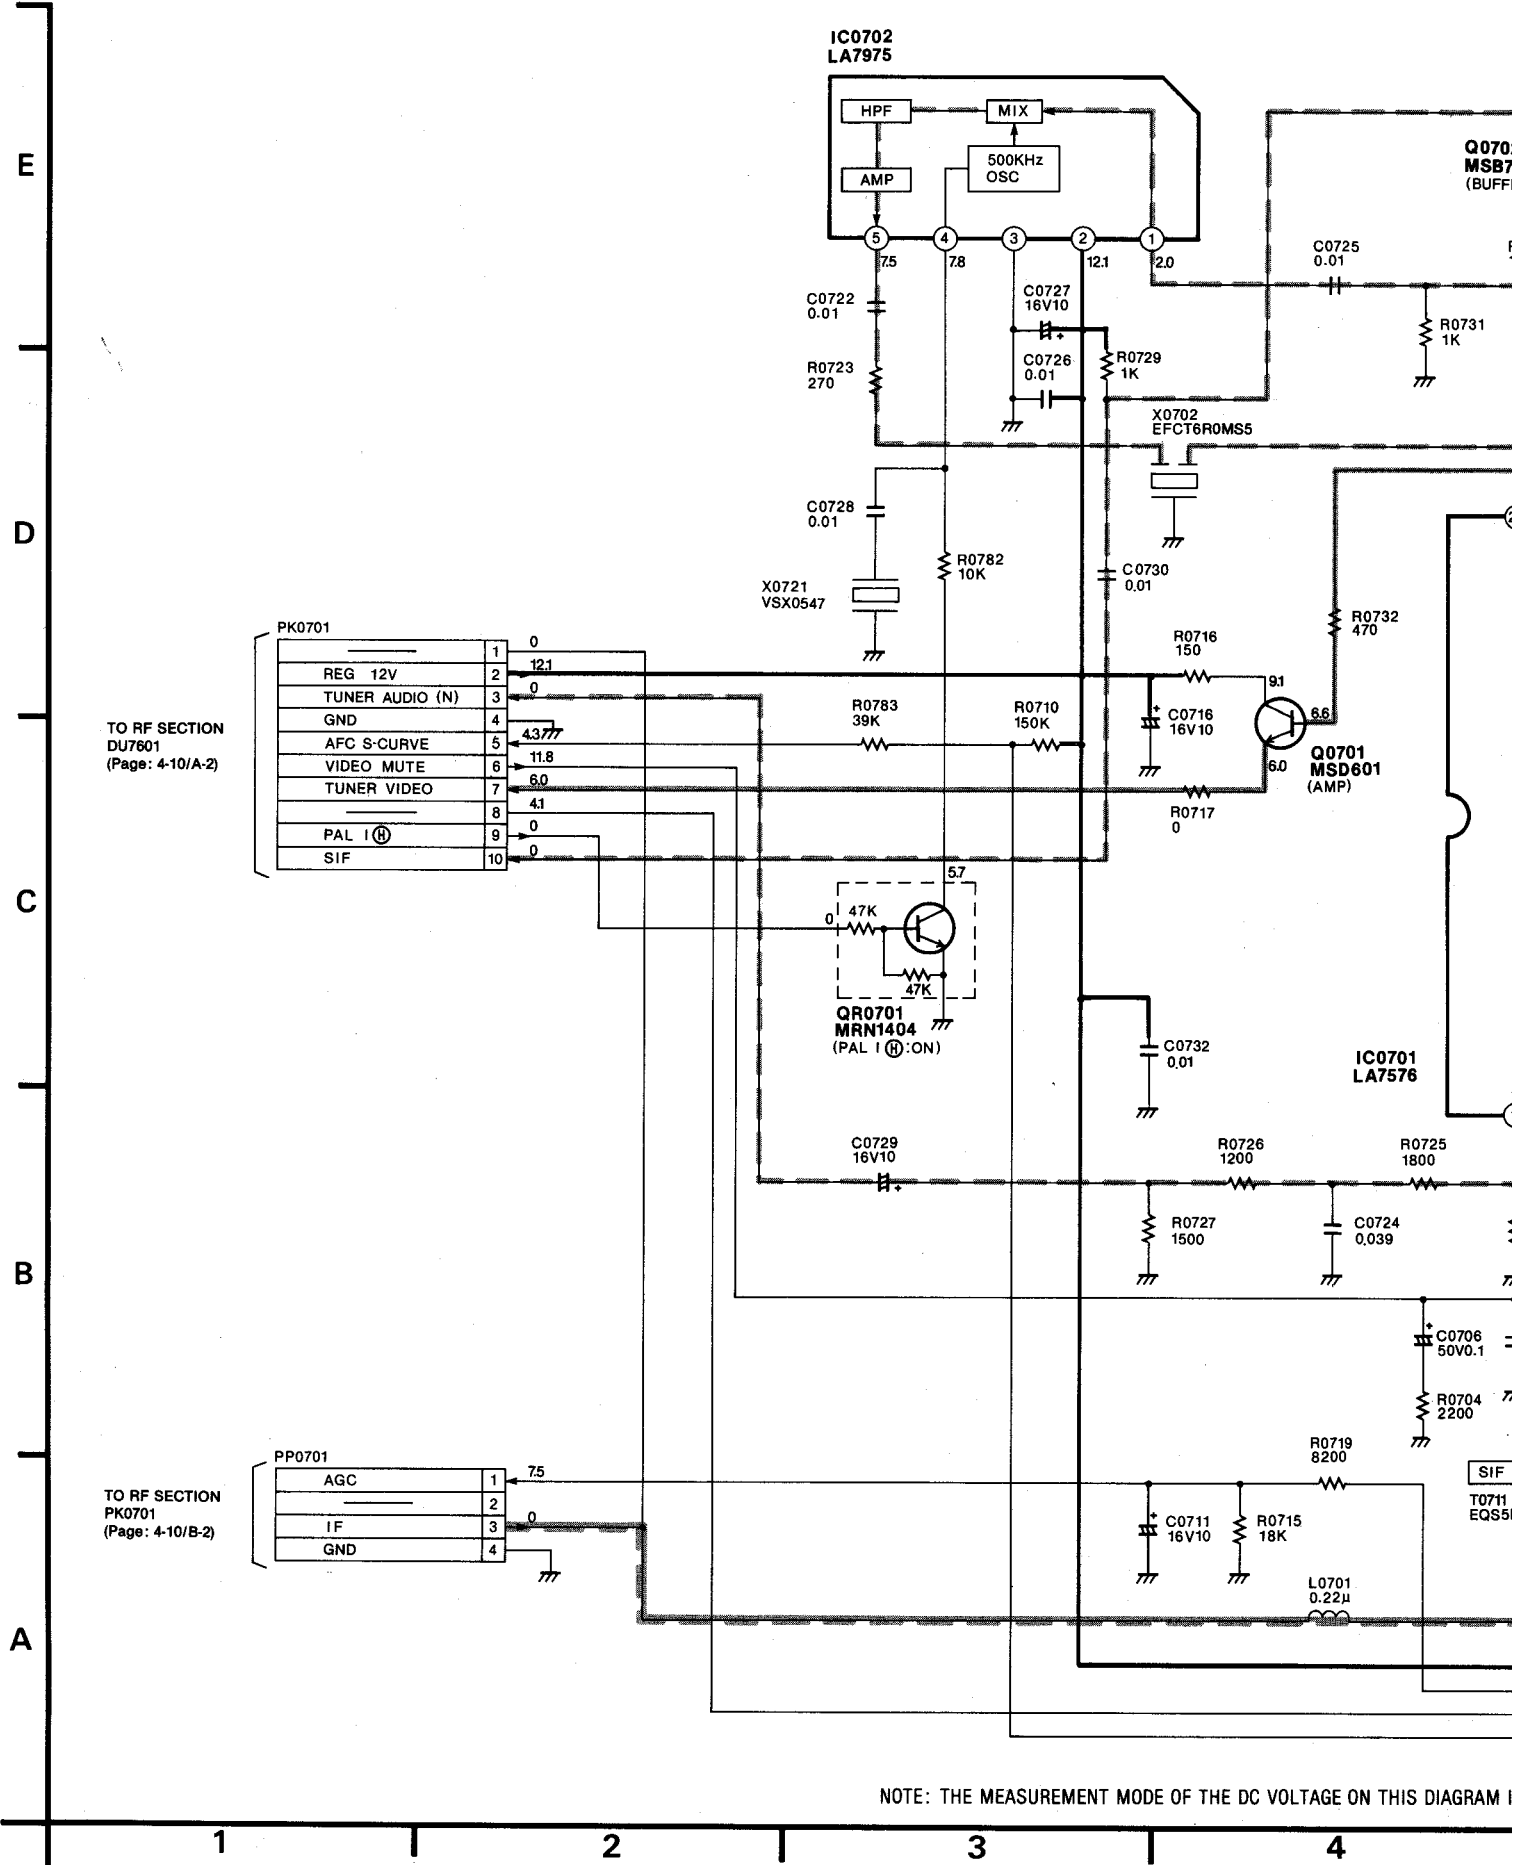 IC0702
LA7975
HPF
MIX
500KHz
OSC
AMP
5
4
3
2
1
7.5
7.8
12.1
2.0
E
MSB7
(BUFF
C0725
0.01
C0722
0.01
C0727
16V10
+
R0731
1K
R0723
270
C0726
0.01
R0729
1K
X0702
EFCT6R0MS5
D
C0728
0.01
R0782
10K
C0730
0.01
X0721
VSX0547
R0732
470
PK0701
1 0
REG 12V 2 12.1
TUNER AUDIO (N) 3 0
GND 4
AFC S-CURVE 5 4.3
VIDEO MUTE 6 11.8
TUNER VIDEO 7 6.0
8 4.1
PAL I (H) 9 0
SIF 10 0
TO RF SECTION
DU7601
(Page: 4-10/A-2)
R0716
150
9.1
R0783
39K
R0710
150K
+
C0716
16V10
6.6
Q0701
MSD601
(AMP)
6.0
R0717
0
C
5.7
0
47K
47K
QR0701
MRN1404
(PAL I (H):ON)
C0732
0.01
IC0701
LA7576
C0729
16V10
+
R0726
1200
R0725
1800
R0727
1500
C0724
0.039
B
+
C0706
50V0.1
R0704
2200
R0719
8200
SIF
T0711
PP0701
AGC 1 7.5
2
IF 3 0
GND 4
TO RF SECTION
PK0701
(Page: 4-10/B-2)
+
C0711
16V10
R0715
18K
L0701
0.22μ
A
NOTE: THE MEASUREMENT MODE OF THE DC VOLTAGE ON THIS DIAGRAM
1
2
3
4